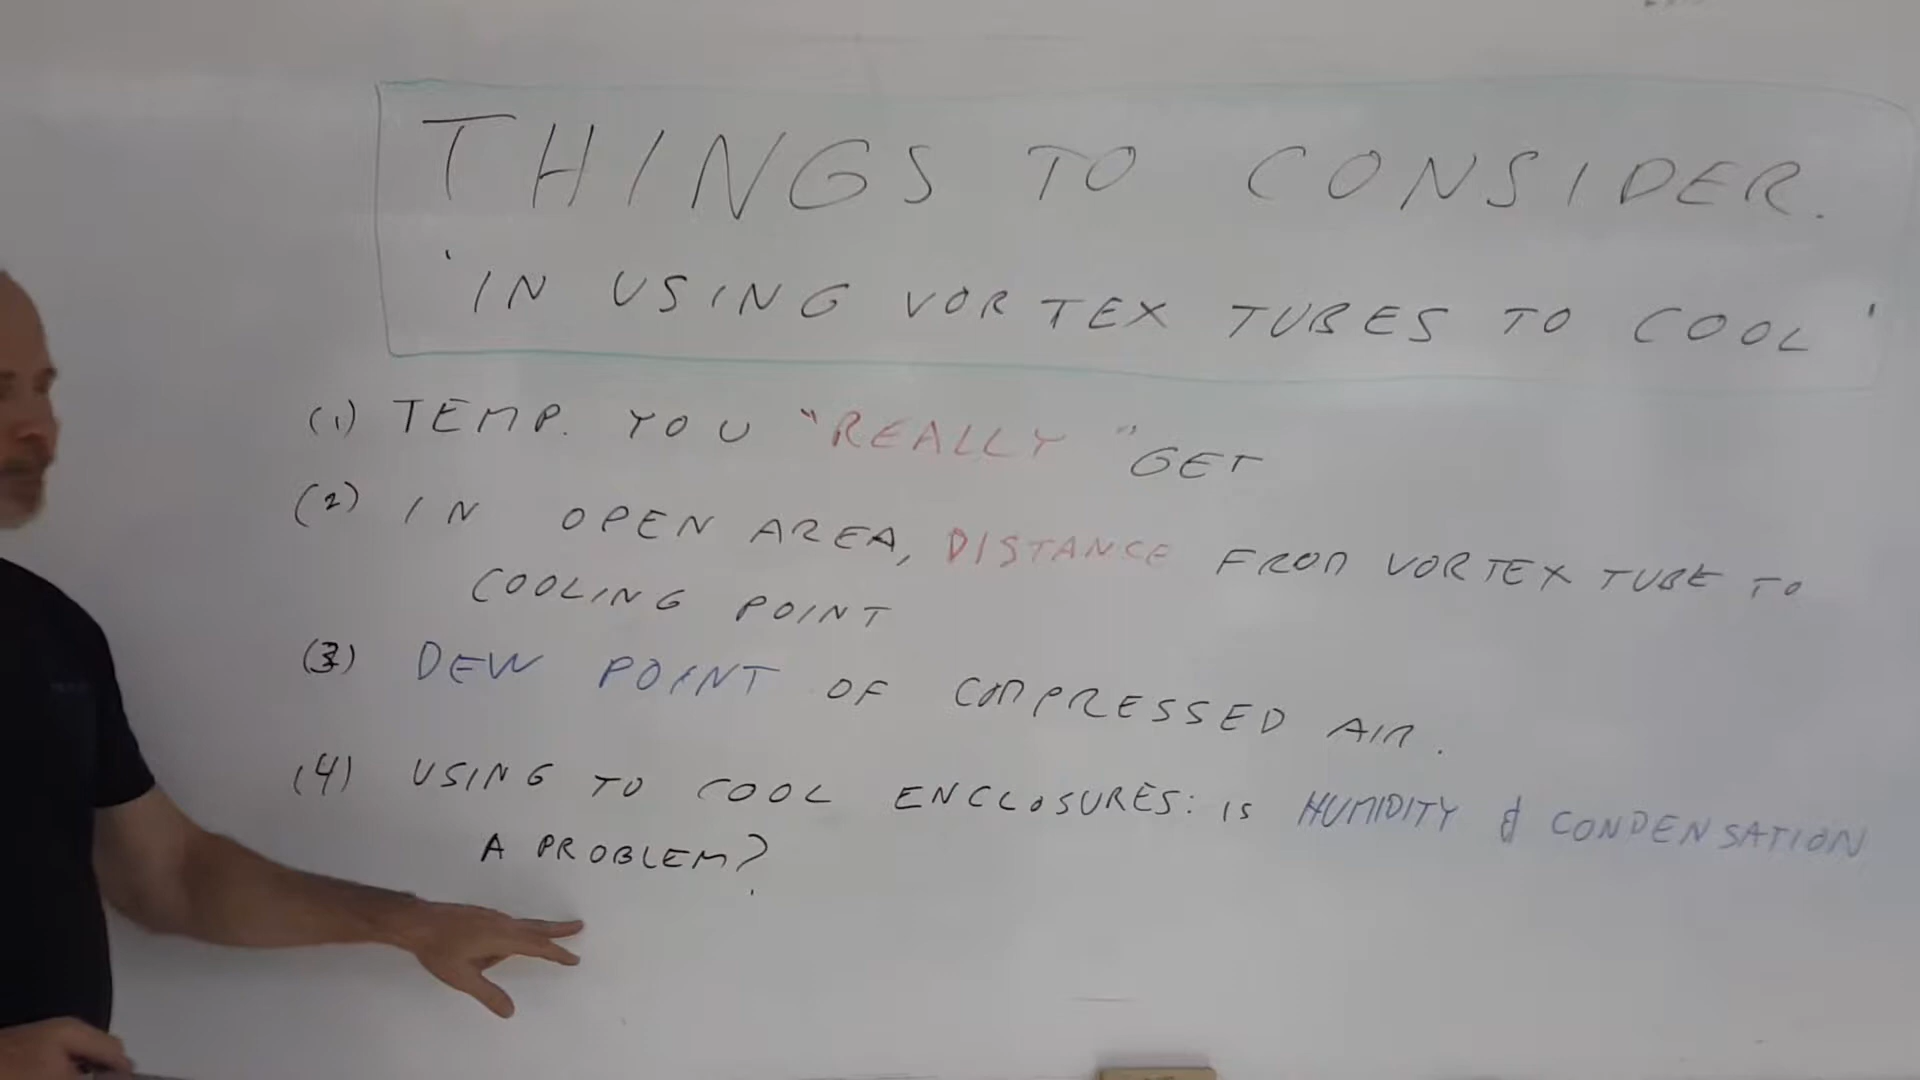 THINGS TO CONSIDER.
'IN USING VORTEX TUBES TO COOL'
(1) TEMP. YOU "REALLY" GET
(2) IN OPEN AREA, DISTANCE FROM VORTEX TUBE TO
COOLING POINT
(3) DEW POINT OF COMPRESSED AIR.
(4) USING TO COOL ENCLOSURES: IS HUMIDITY & CONDENSATION
A PROBLEM?